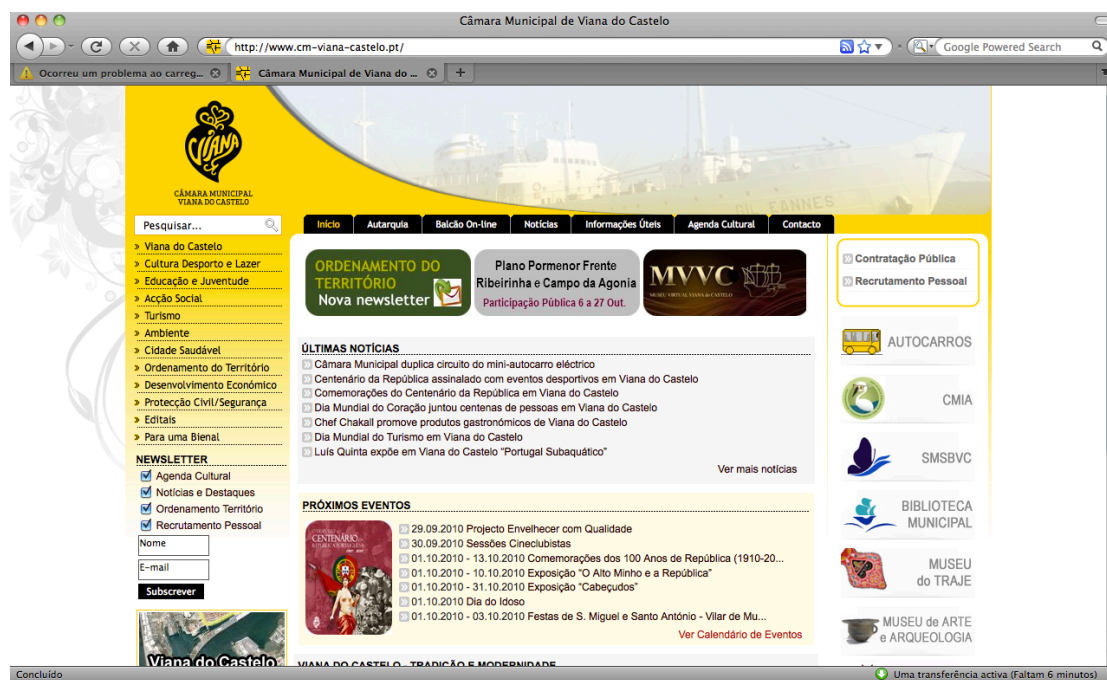 Câmara Municipal de Viana do Castelo
http://www.cm-viana-castelo.pt/
Google Powered Search
Ocorreu um problema ao carreg...
Câmara Municipal de Viana do ...
VIANA
CÂMARA MUNICIPAL
VIANA DO CASTELO
GIL EANNES
Pesquisar...
Início
Autarquia
Balcão On-line
Notícias
Informações Úteis
Agenda Cultural
Contacto
» Viana do Castelo
» Cultura Desporto e Lazer
» Educação e Juventude
» Acção Social
» Turismo
» Ambiente
» Cidade Saudável
» Ordenamento do Território
» Desenvolvimento Económico
» Protecção Civil/Segurança
» Editais
» Para uma Bienal
NEWSLETTER
Agenda Cultural
Notícias e Destaques
Ordenamento Território
Recrutamento Pessoal
Nome
E-mail
Subscrever
Viana do Castelo
ORDENAMENTO DO
TERRITÓRIO
Nova newsletter
Plano Pormenor Frente
Ribeirinha e Campo da Agonia
Participação Pública 6 a 27 Out.
MVVC
MUSEU VIRTUAL VIANA do CASTELO
ÚLTIMAS NOTÍCIAS
Câmara Municipal duplica circuito do mini-autocarro eléctrico
Centenário da República assinalado com eventos desportivos em Viana do Castelo
Comemorações do Centenário da República em Viana do Castelo
Dia Mundial do Coração juntou centenas de pessoas em Viana do Castelo
Chef Chakall promove produtos gastronómicos de Viana do Castelo
Dia Mundial do Turismo em Viana do Castelo
Luís Quinta expõe em Viana do Castelo "Portugal Subaquático"
Ver mais notícias
PRÓXIMOS EVENTOS
CENTENÁRIO
29.09.2010 Projecto Envelhecer com Qualidade
30.09.2010 Sessões Cineclubistas
01.10.2010 - 13.10.2010 Comemorações dos 100 Anos de República (1910-20...
01.10.2010 - 10.10.2010 Exposição "O Alto Minho e a República"
01.10.2010 - 31.10.2010 Exposição "Cabeçudos"
01.10.2010 Dia do Idoso
01.10.2010 - 03.10.2010 Festas de S. Miguel e Santo António - Vilar de Mu...
Ver Calendário de Eventos
VIANA DO CASTELO - TRADIÇÃO E MODERNIDADE
Contratação Pública
Recrutamento Pessoal
AUTOCARROS
CMIA
SMSBVC
BIBLIOTECA
MUNICIPAL
MUSEU
do TRAJE
MUSEU de ARTE
e ARQUEOLOGIA
Concluído
Uma transferência activa (Faltam 6 minutos)